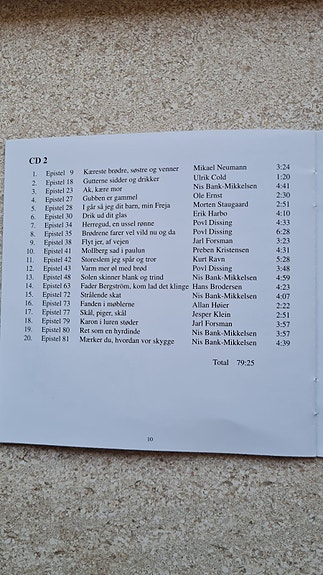 CD 2
1. Epistel 9 Kæreste brødre, søstre og venner Mikael Neumann 3:24
2. Epistel 18 Gutterne sidder og drikker Ulrik Cold 1:20
3. Epistel 23 Ak, kære mor Nis Bank-Mikkelsen 4:41
4. Epistel 27 Gubben er gammel Ole Ernst 2:30
5. Epistel 28 I går så jeg dit barn, min Freja Morten Staugaard 2:51
6. Epistel 30 Drik ud dit glas Erik Harbo 4:10
7. Epistel 34 Herregud, en ussel rønne Povl Dissing 4:33
8. Epistel 35 Brødrene farer vel vild nu og da Povl Dissing 6:28
9. Epistel 38 Flyt jer, af vejen Jarl Forsman 3:23
10. Epistel 41 Mollberg sad i paulun Preben Kristensen 4:31
11. Epistel 42 Storeslem jeg spår og tror Kurt Ravn 5:28
12. Epistel 43 Varm mer øl med brød Povl Dissing 3:48
13. Epistel 48 Solen skinner blank og trind Nis Bank-Mikkelsen 4:59
14. Epistel 63 Fader Bergström, kom lad det klinge Hans Brodersen 4:23
15. Epistel 72 Strålende skat Nis Bank-Mikkelsen 4:07
16. Epistel 73 Fanden i møblerne Allan Høier 2:22
17. Epistel 77 Skål, piger, skål Jesper Klein 2:51
18. Epistel 79 Karon i luren støder Jarl Forsman 3:57
19. Epistel 80 Ret som en hyrdinde Nis Bank-Mikkelsen 3:57
20. Epistel 81 Mærker du, hvordan vor skygge Nis Bank-Mikkelsen 4:39
Total 79:25
10